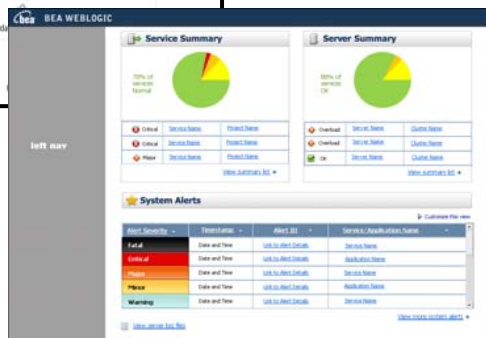 bea BEA WEBLOGIC
Service Summary
Server Summary
left nav
70% of
services
Normal
88% of
services
OK
Critical Service Name Project Name
Critical Service Name Project Name
Major Service Name Project Name
View summary list
Overload Server Name Cluster Name
Overload Server Name Cluster Name
OK Server Name Cluster Name
View summary list
System Alerts
Customize this view
Alert Severity Timestamp Alert ID Service/Application Name
Fatal Date and Time Link to Alert Details Service Name
Critical Date and Time Link to Alert Details Application Name
Major Date and Time Link to Alert Details Service Name
Minor Date and Time Link to Alert Details Application Name
Warning Date and Time Link to Alert Details Service Name
View more system alerts
View server log files